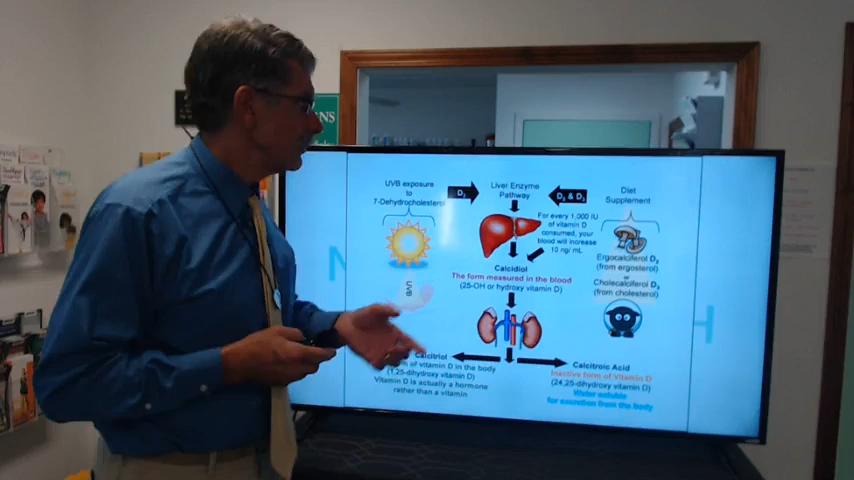 NS
UVB exposure
to
7-Dehydrocholesterol
D3
Liver Enzyme
Pathway
D2 & D3
Diet
Supplement
For every 1,000 IU
of vitamin D
consumed, your
blood will increase
10 ng/ mL
Calcidiol
The form measured in the blood
(25-OH or hydroxy vitamin D)
Ergocalciferol D2
(from ergosterol)
or
Cholecalciferol D3
(from cholesterol)
UVB
N
H
Calcitriol
of vitamin D in the body
(1,25-dihydroxy vitamin D)
Vitamin D is actually a hormone
rather than a vitamin
Calcitroic Acid
Inactive form of Vitamin D
(24,25-dihydroxy vitamin D)
Water soluble
for excretion from the body